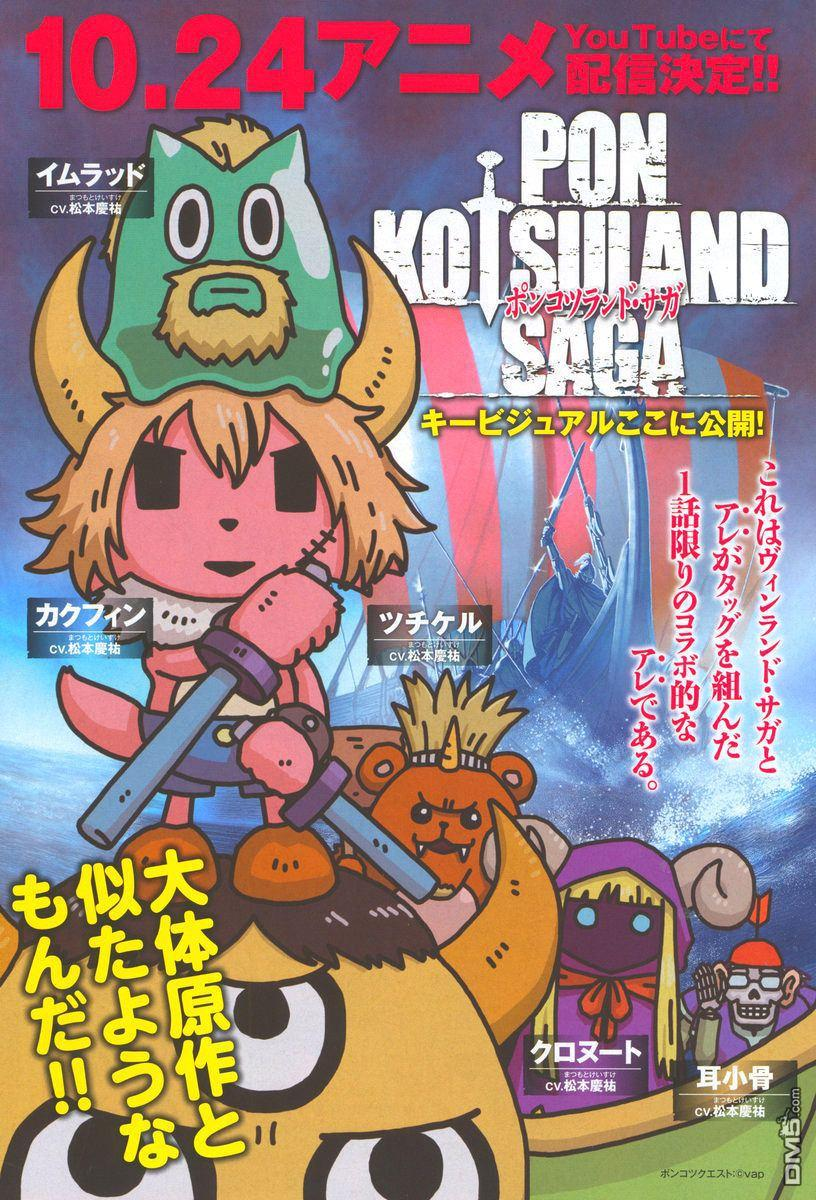 10.24アニメ
YouTubeにて
配信決定!!
PON
KOTSULAND
SAGA
ポンコツランド・サガ
キービジュアルここに公開!
イムラッド
まつもとけいすけ
CV.松本慶祐
これはヴィンランド・サガと
アレがタッグを組んだ
1話限りのコラボ的な
アレである。
カクフィン
まつもとけいすけ
CV.松本慶祐
ツチケル
まつもとけいすけ
CV.松本慶祐
大体原作と
似たような
もんだ!!
クロヌート
まつもとけいすけ
CV.松本慶祐
耳小骨
まつもとけいすけ
CV.松本慶祐
ポンコツクエスト:©vap
DM5.com